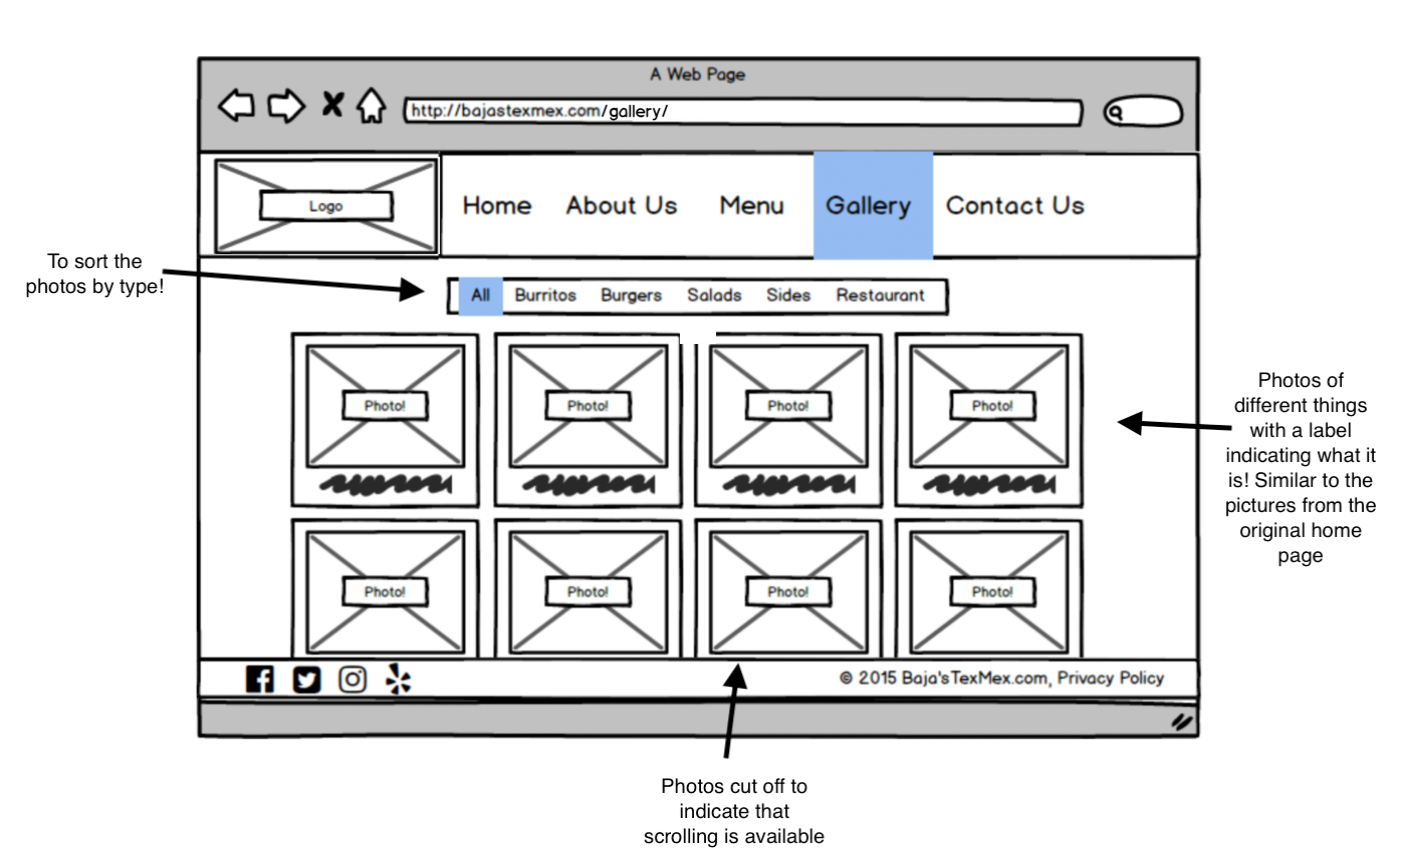 A Web Page
http://bajastexmex.com/gallery/
Logo
Home About Us Menu Gallery Contact Us
To sort the
photos by type!
All Burritos Burgers Salads Sides Restaurant
Photo! Photo! Photo! Photo!
Photos of
different things
with a label
indicating what it
is! Similar to the
pictures from the
original home
page
Photo! Photo! Photo! Photo!
© 2015 Baja'sTexMex.com, Privacy Policy
Photos cut off to
indicate that
scrolling is available